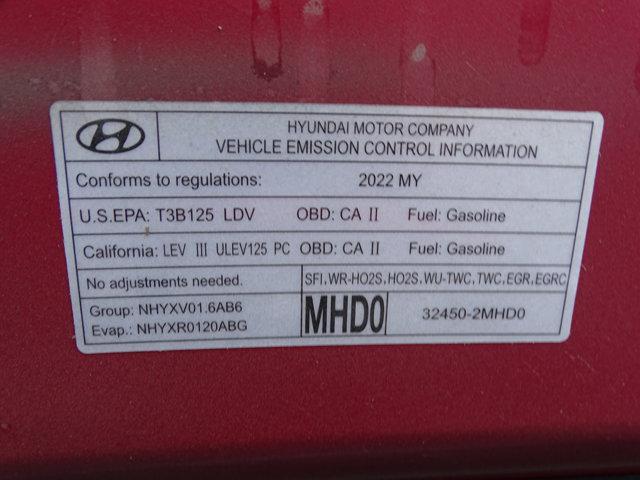 HYUNDAI MOTOR COMPANY
VEHICLE EMISSION CONTROL INFORMATION
Conforms to regulations: 2022 MY
U.S.EPA: T3B125 LDV OBD: CA II Fuel: Gasoline
California: LEV III ULEV125 PC OBD: CA II Fuel: Gasoline
No adjustments needed. SFI,WR-HO2S,HO2S,WU-TWC,TWC,EGR,EGRC
Group: NHYXV01.6AB6
Evap.: NHYXR0120ABG
MHD0 32450-2MHD0